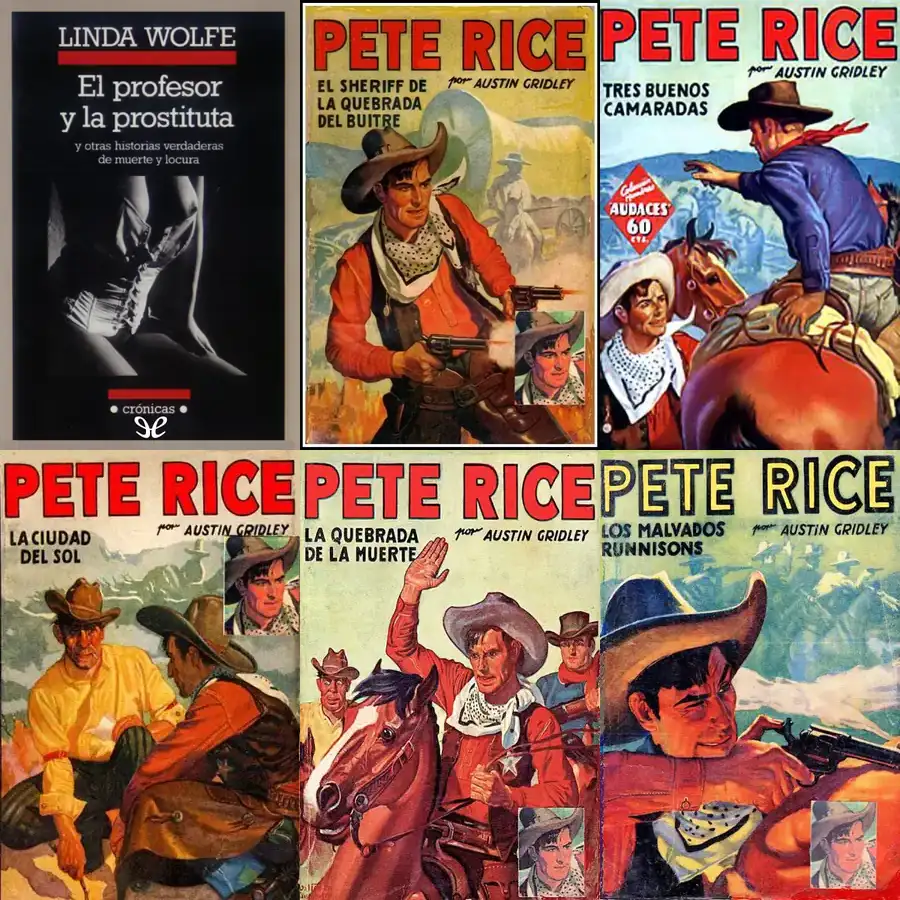 LINDA WOLFE
El profesor
y la prostituta
y otras historias verdaderas
de muerte y locura
• crónicas •
PETE RICE
por AUSTIN GRIDLEY
EL SHERIFF DE
LA QUEBRADA
DEL BUITRE
PETE RICE
por AUSTIN GRIDLEY
TRES BUENOS
CAMARADAS
Colección
Hombres
AUDACES
60
CTS.
PETE RICE
por AUSTIN GRIDLEY
LA CIUDAD
DEL SOL
PETE RICE
por AUSTIN GRIDLEY
LA QUEBRADA
DE LA MUERTE
PETE RICE
por AUSTIN GRIDLEY
LOS MALVADOS
RUNNISONS